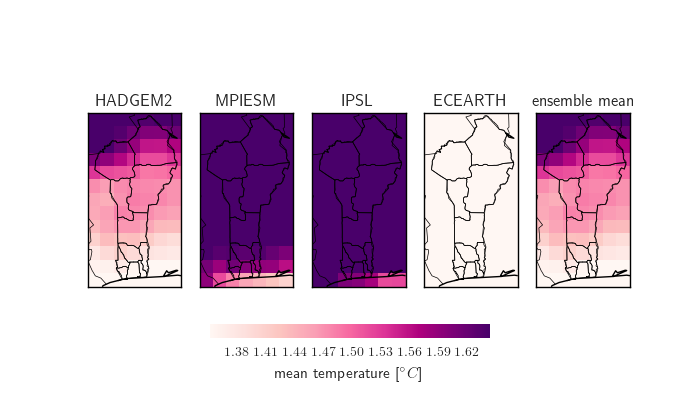 HADGEM2 MPIESM IPSL ECEARTH ensemble mean
1.38 1.41 1.44 1.47 1.50 1.53 1.56 1.59 1.62
mean temperature [°C]